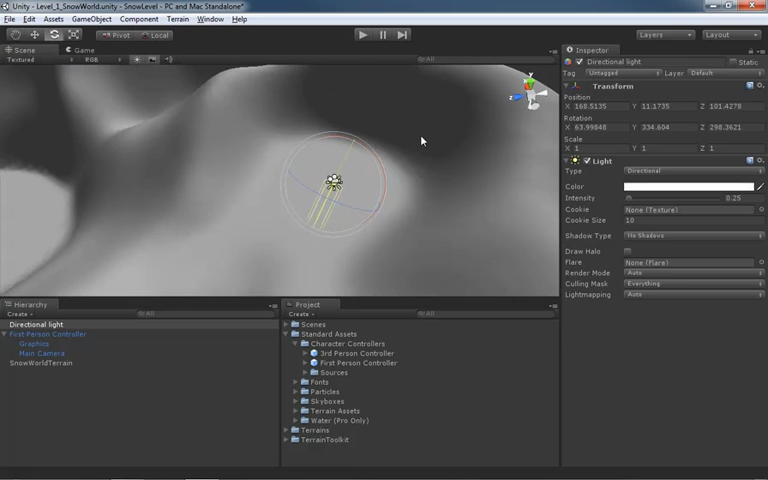 Unity - Level_1_SnowWorld.unity - SnowLevel - PC and Mac Standalone*
File Edit Assets GameObject Component Terrain Window Help
Pivot Local Layers Layout
Scene Game
Textured RGB All
y
z
Inspector
Directional light Static
Tag Untagged Layer Default
Transform
Position
X 168.5135 Y 11.1735 Z 101.4278
Rotation
X 63.99848 Y 334.604 Z 298.3621
Scale
X 1 Y 1 Z 1
Light
Type Directional
Color
Intensity 0.25
Cookie None (Texture)
Cookie Size 10
Shadow Type No Shadows
Draw Halo
Flare None (Flare)
Render Mode Auto
Culling Mask Everything
Lightmapping Auto
Hierarchy
Create All
Directional light
First Person Controller
Graphics
Main Camera
SnowWorldTerrain
Project
Create All
Scenes
Standard Assets
Character Controllers
3rd Person Controller
First Person Controller
Sources
Fonts
Particles
Skyboxes
Terrain Assets
Water (Pro Only)
Terrains
TerrainToolkit